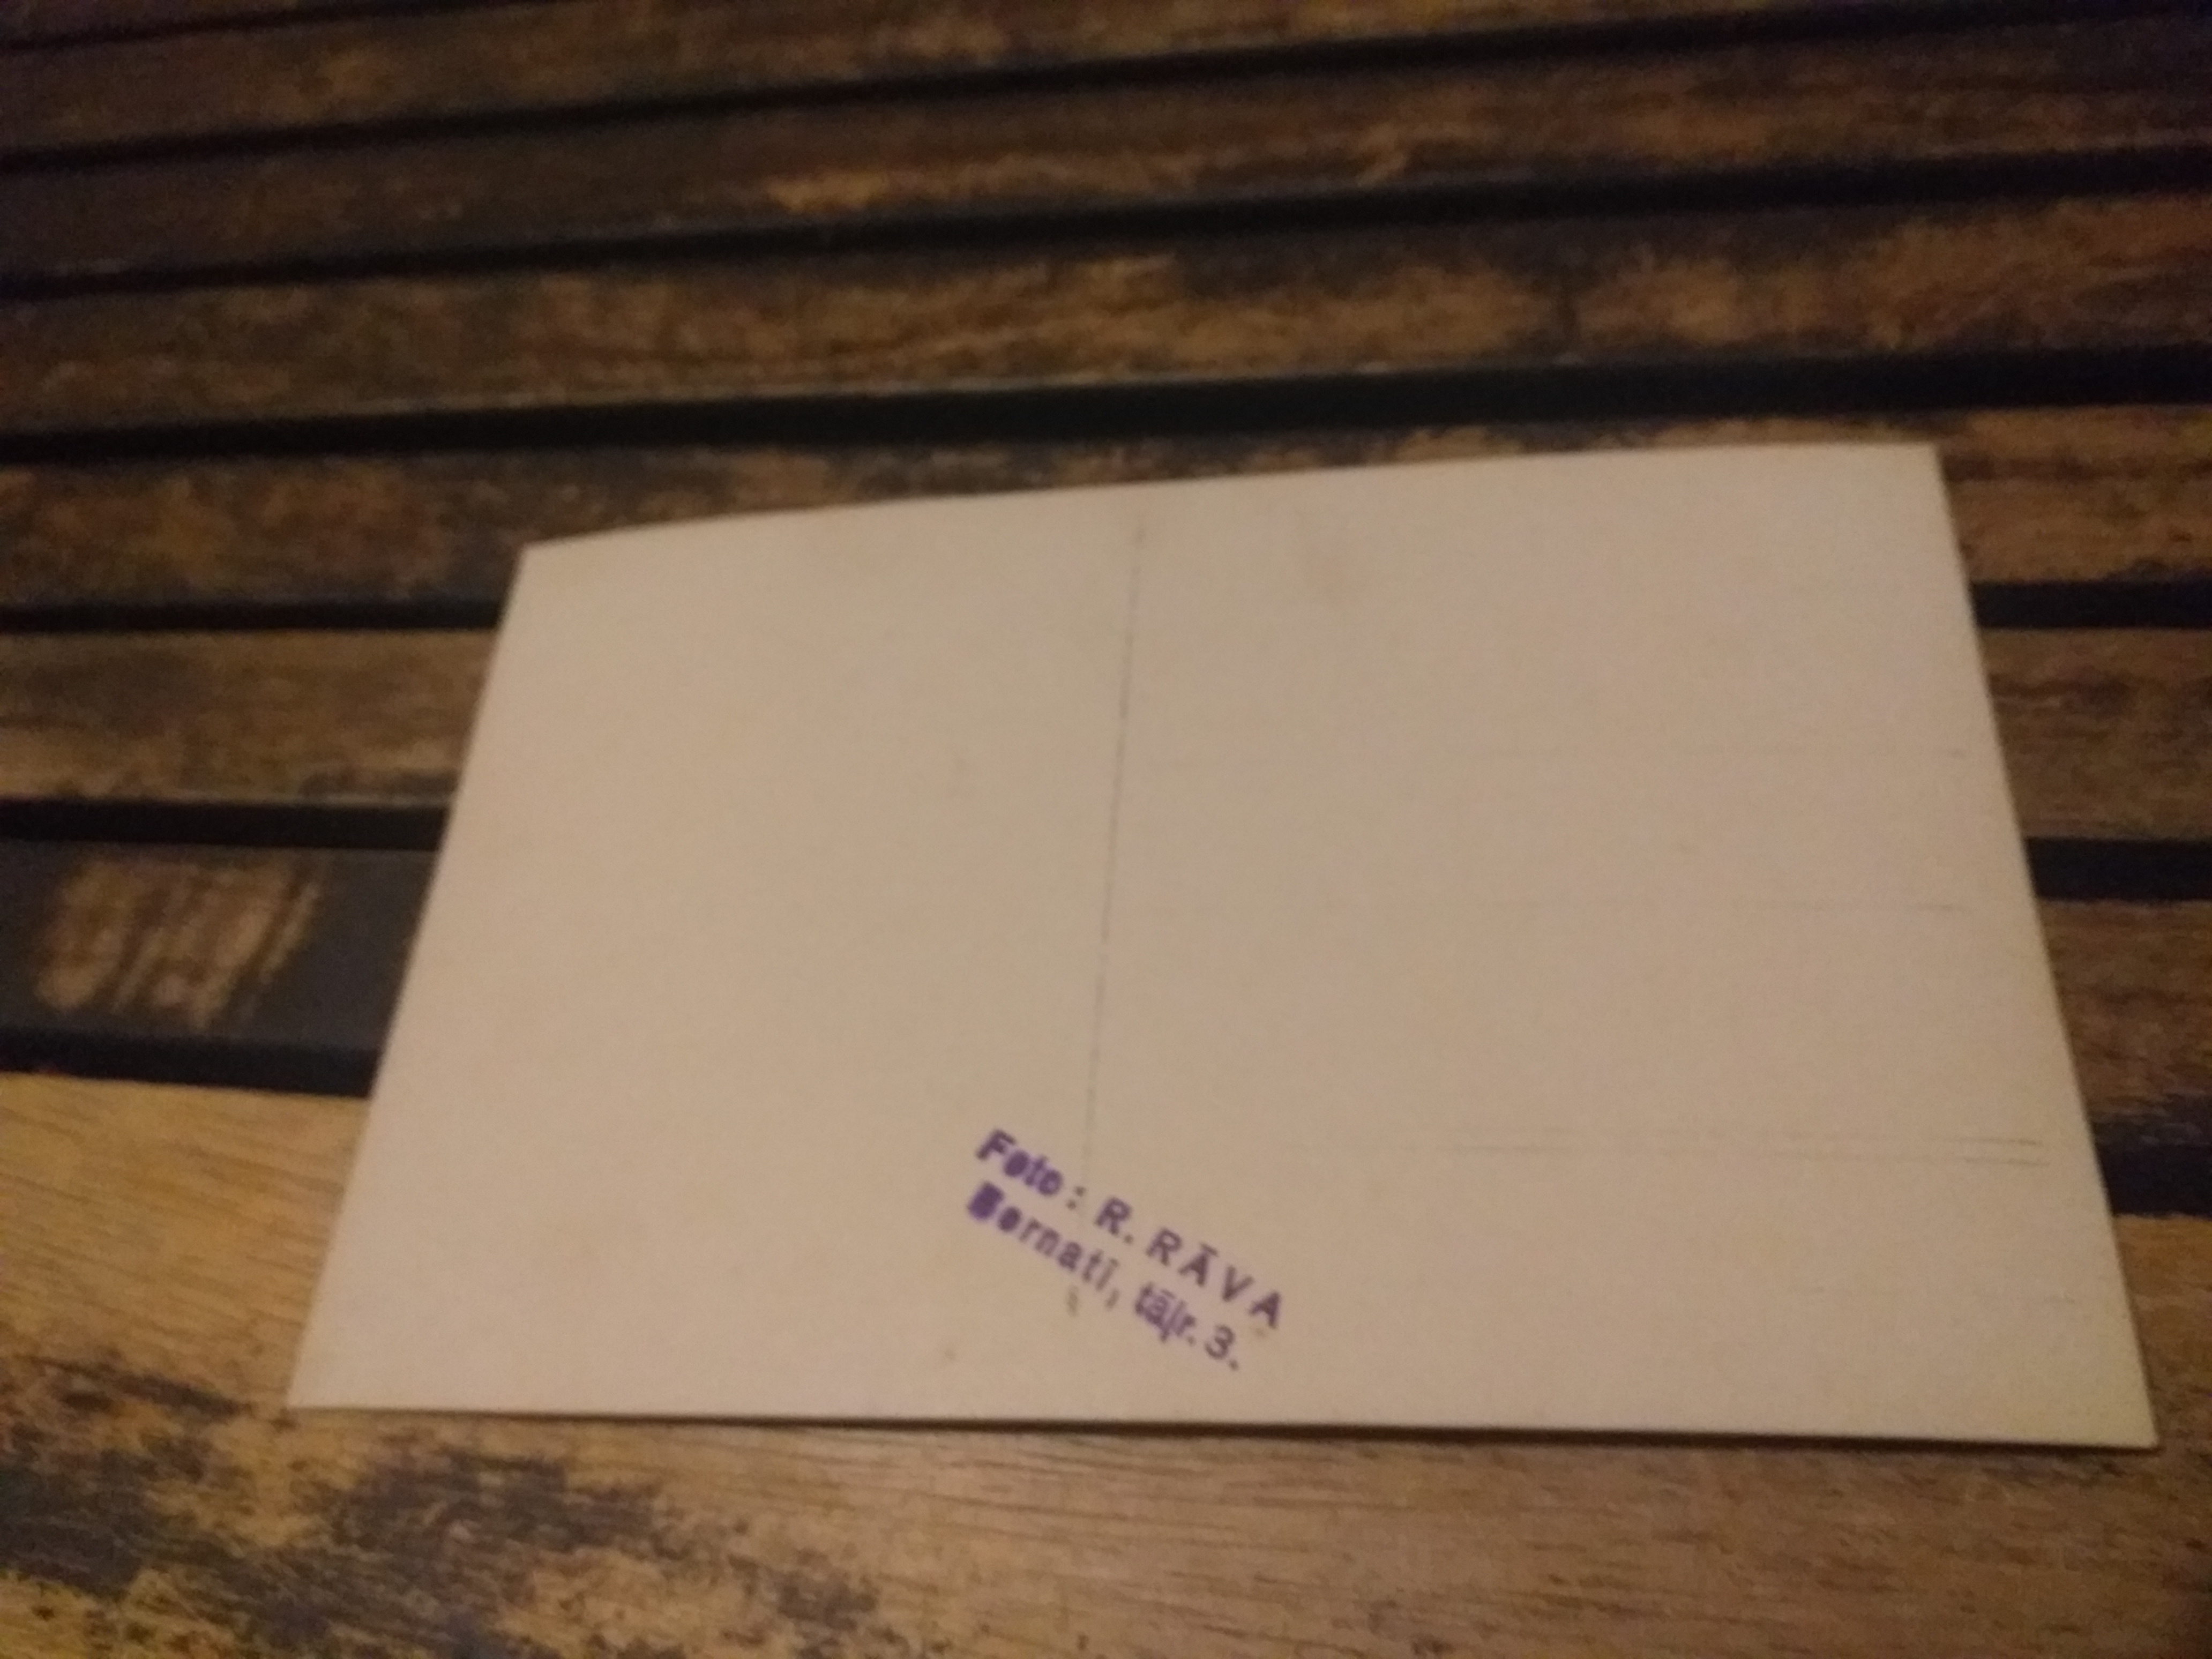 Foto: R. RĀVA
Bernati, tālr. 3.